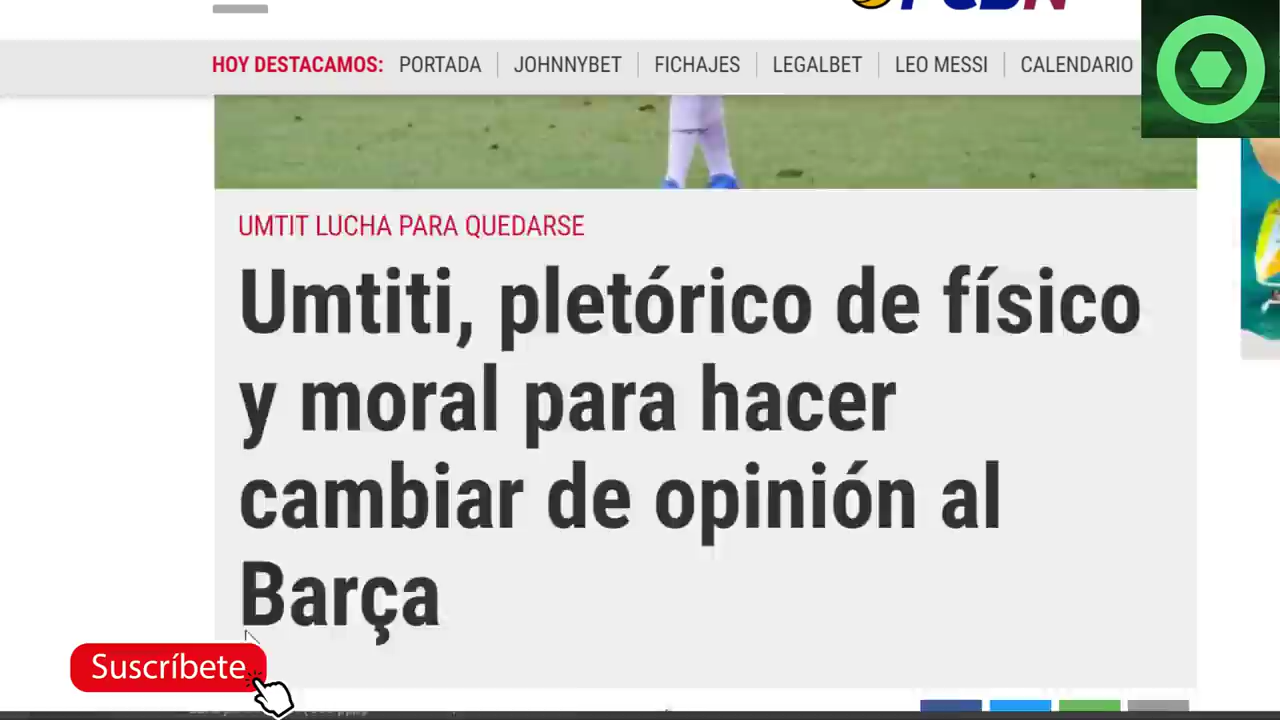 FCBN
HOY DESTACAMOS: PORTADA JOHNNYBET FICHAJES LEGALBET LEO MESSI CALENDARIO
UMTIT LUCHA PARA QUEDARSE
Umtiti, pletórico de físico
y moral para hacer
cambiar de opinión al
Barça
Suscríbete